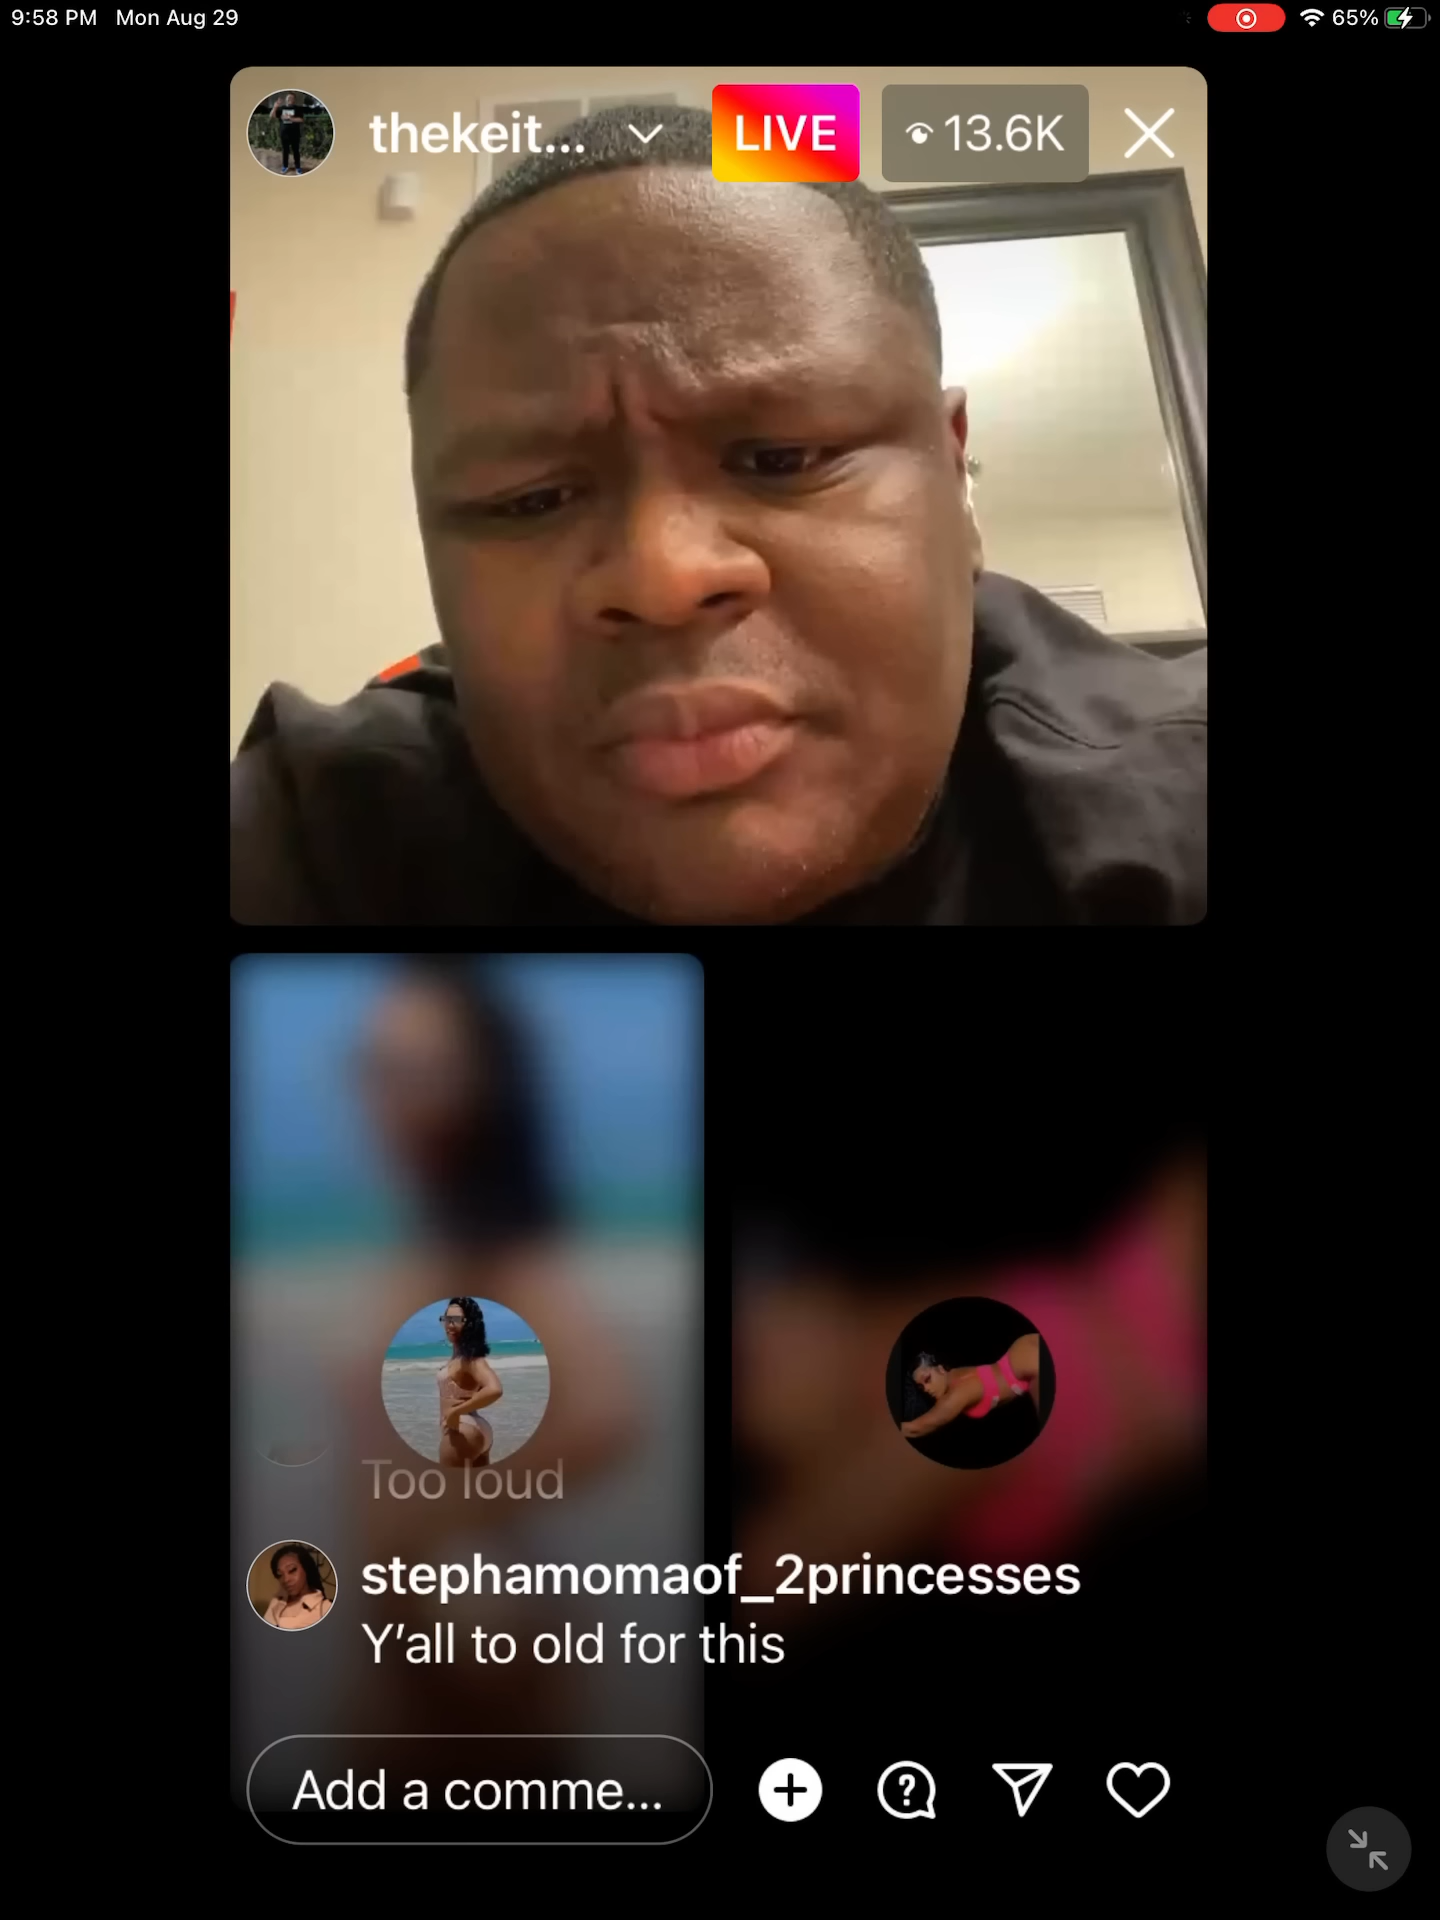 9:58 PM Mon Aug 29
65%
thekeit...
LIVE
13.6K
Too loud
stephamomaof_2princesses
Y’all to old for this
Add a comme...